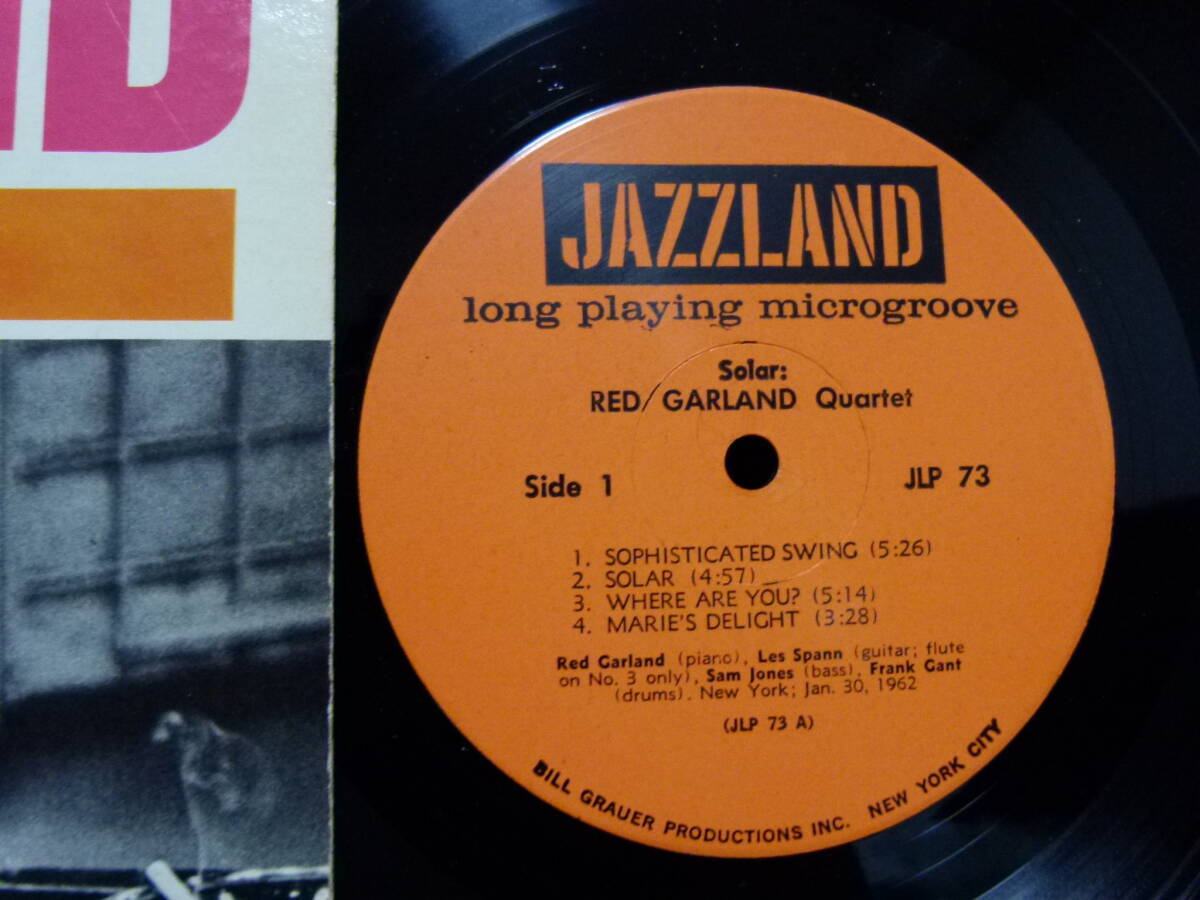 JAZZLAND
long playing microgroove
Solar:
RED GARLAND Quartet
Side 1
JLP 73
1. SOPHISTICATED SWING (5:26)
2. SOLAR (4:57)
3. WHERE ARE YOU? (5:14)
4. MARIE'S DELIGHT (3:28)
Red Garland (piano), Les Spann (guitar; flute
on No. 3 only), Sam Jones (bass), Frank Gant
(drums). New York; Jan. 30, 1962
(JLP 73 A)
BILL GRAUER PRODUCTIONS INC. NEW YORK CITY